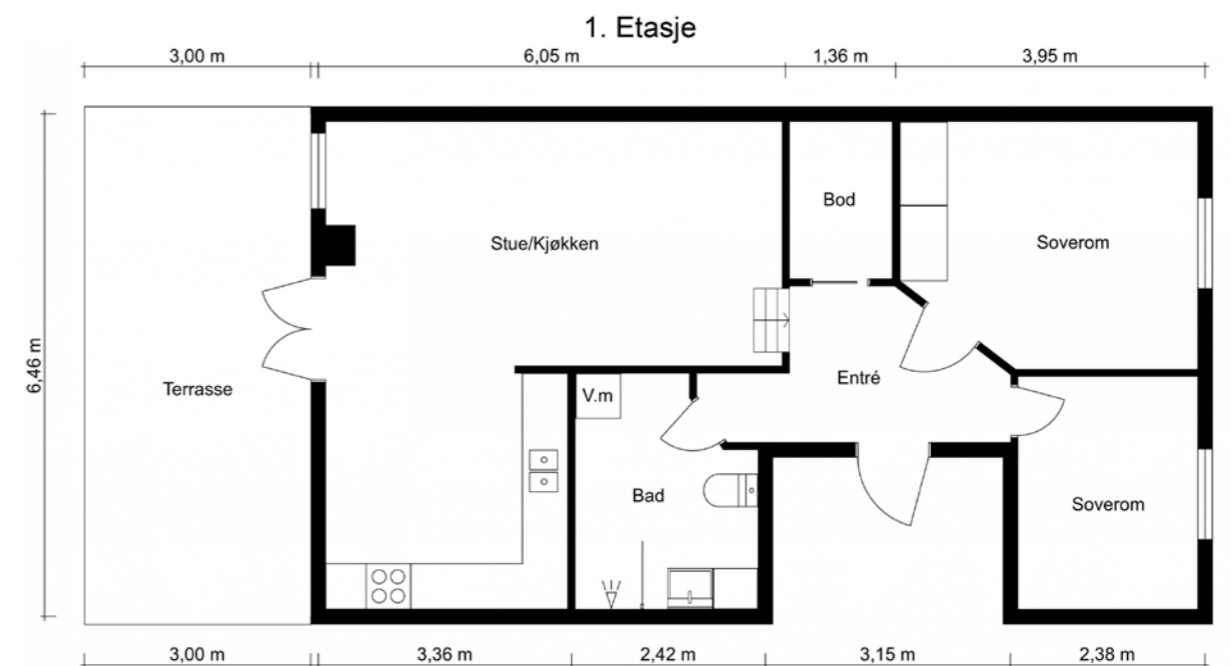 1. Etasje
3,00 m 6,05 m 1,36 m 3,95 m
Bod
Stue/Kjøkken
Soverom
6,46 m
Entré
Terrasse
V.m
Bad
Soverom
3,00 m 3,36 m 2,42 m 3,15 m 2,38 m